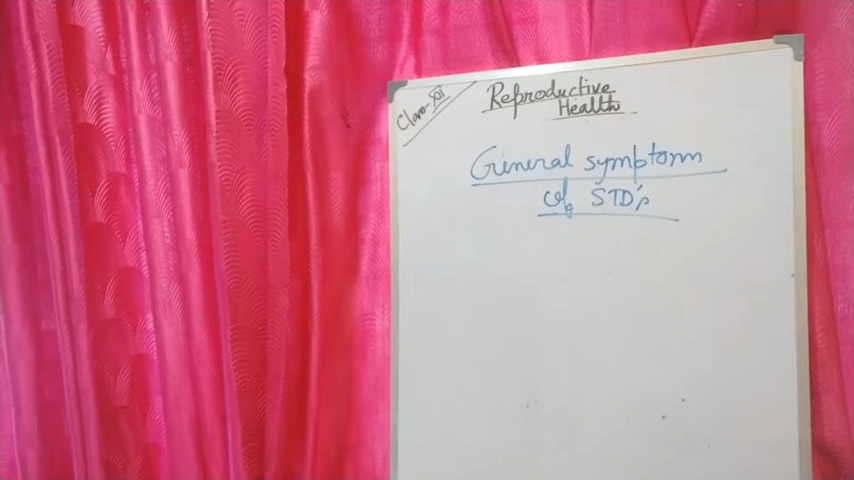 Class-XII
Reproductive
Health
General symptom
of STD's